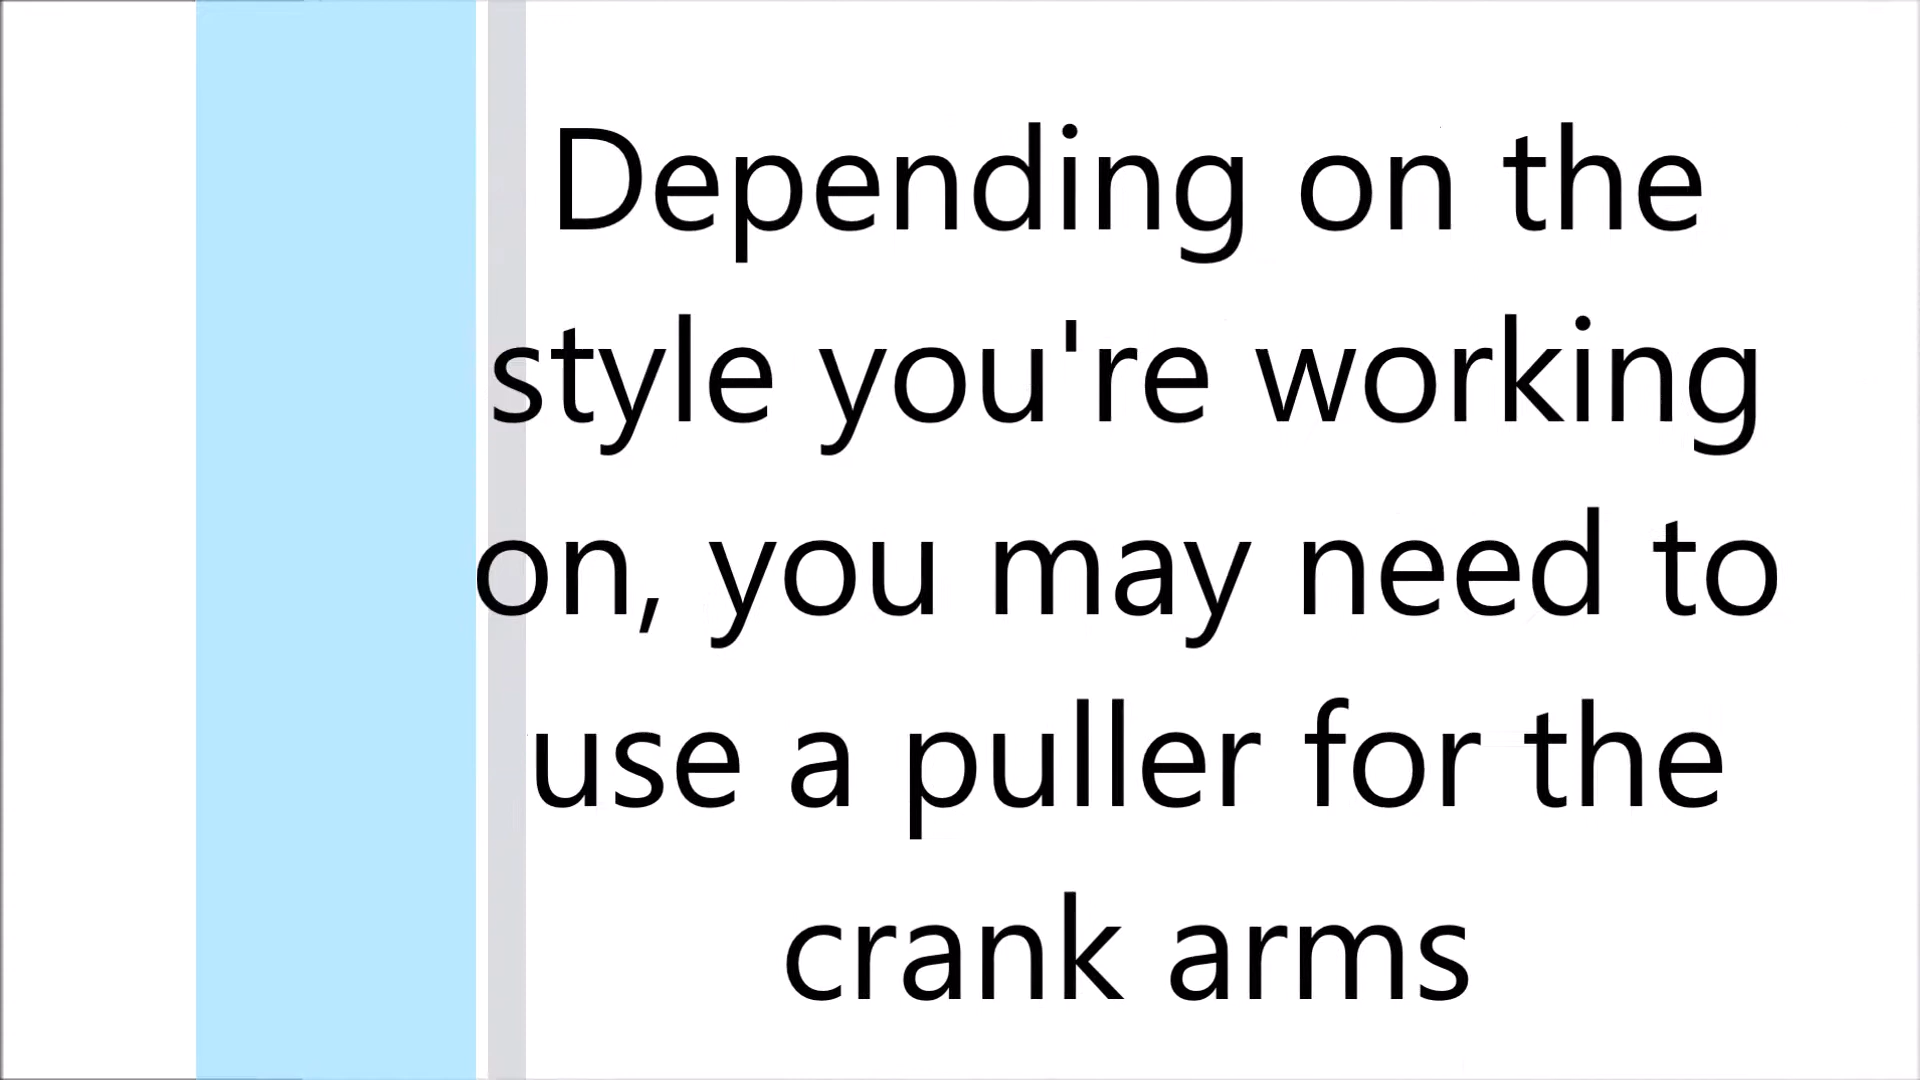 Depending on the
style you're working
on, you may need to
use a puller for the
crank arms